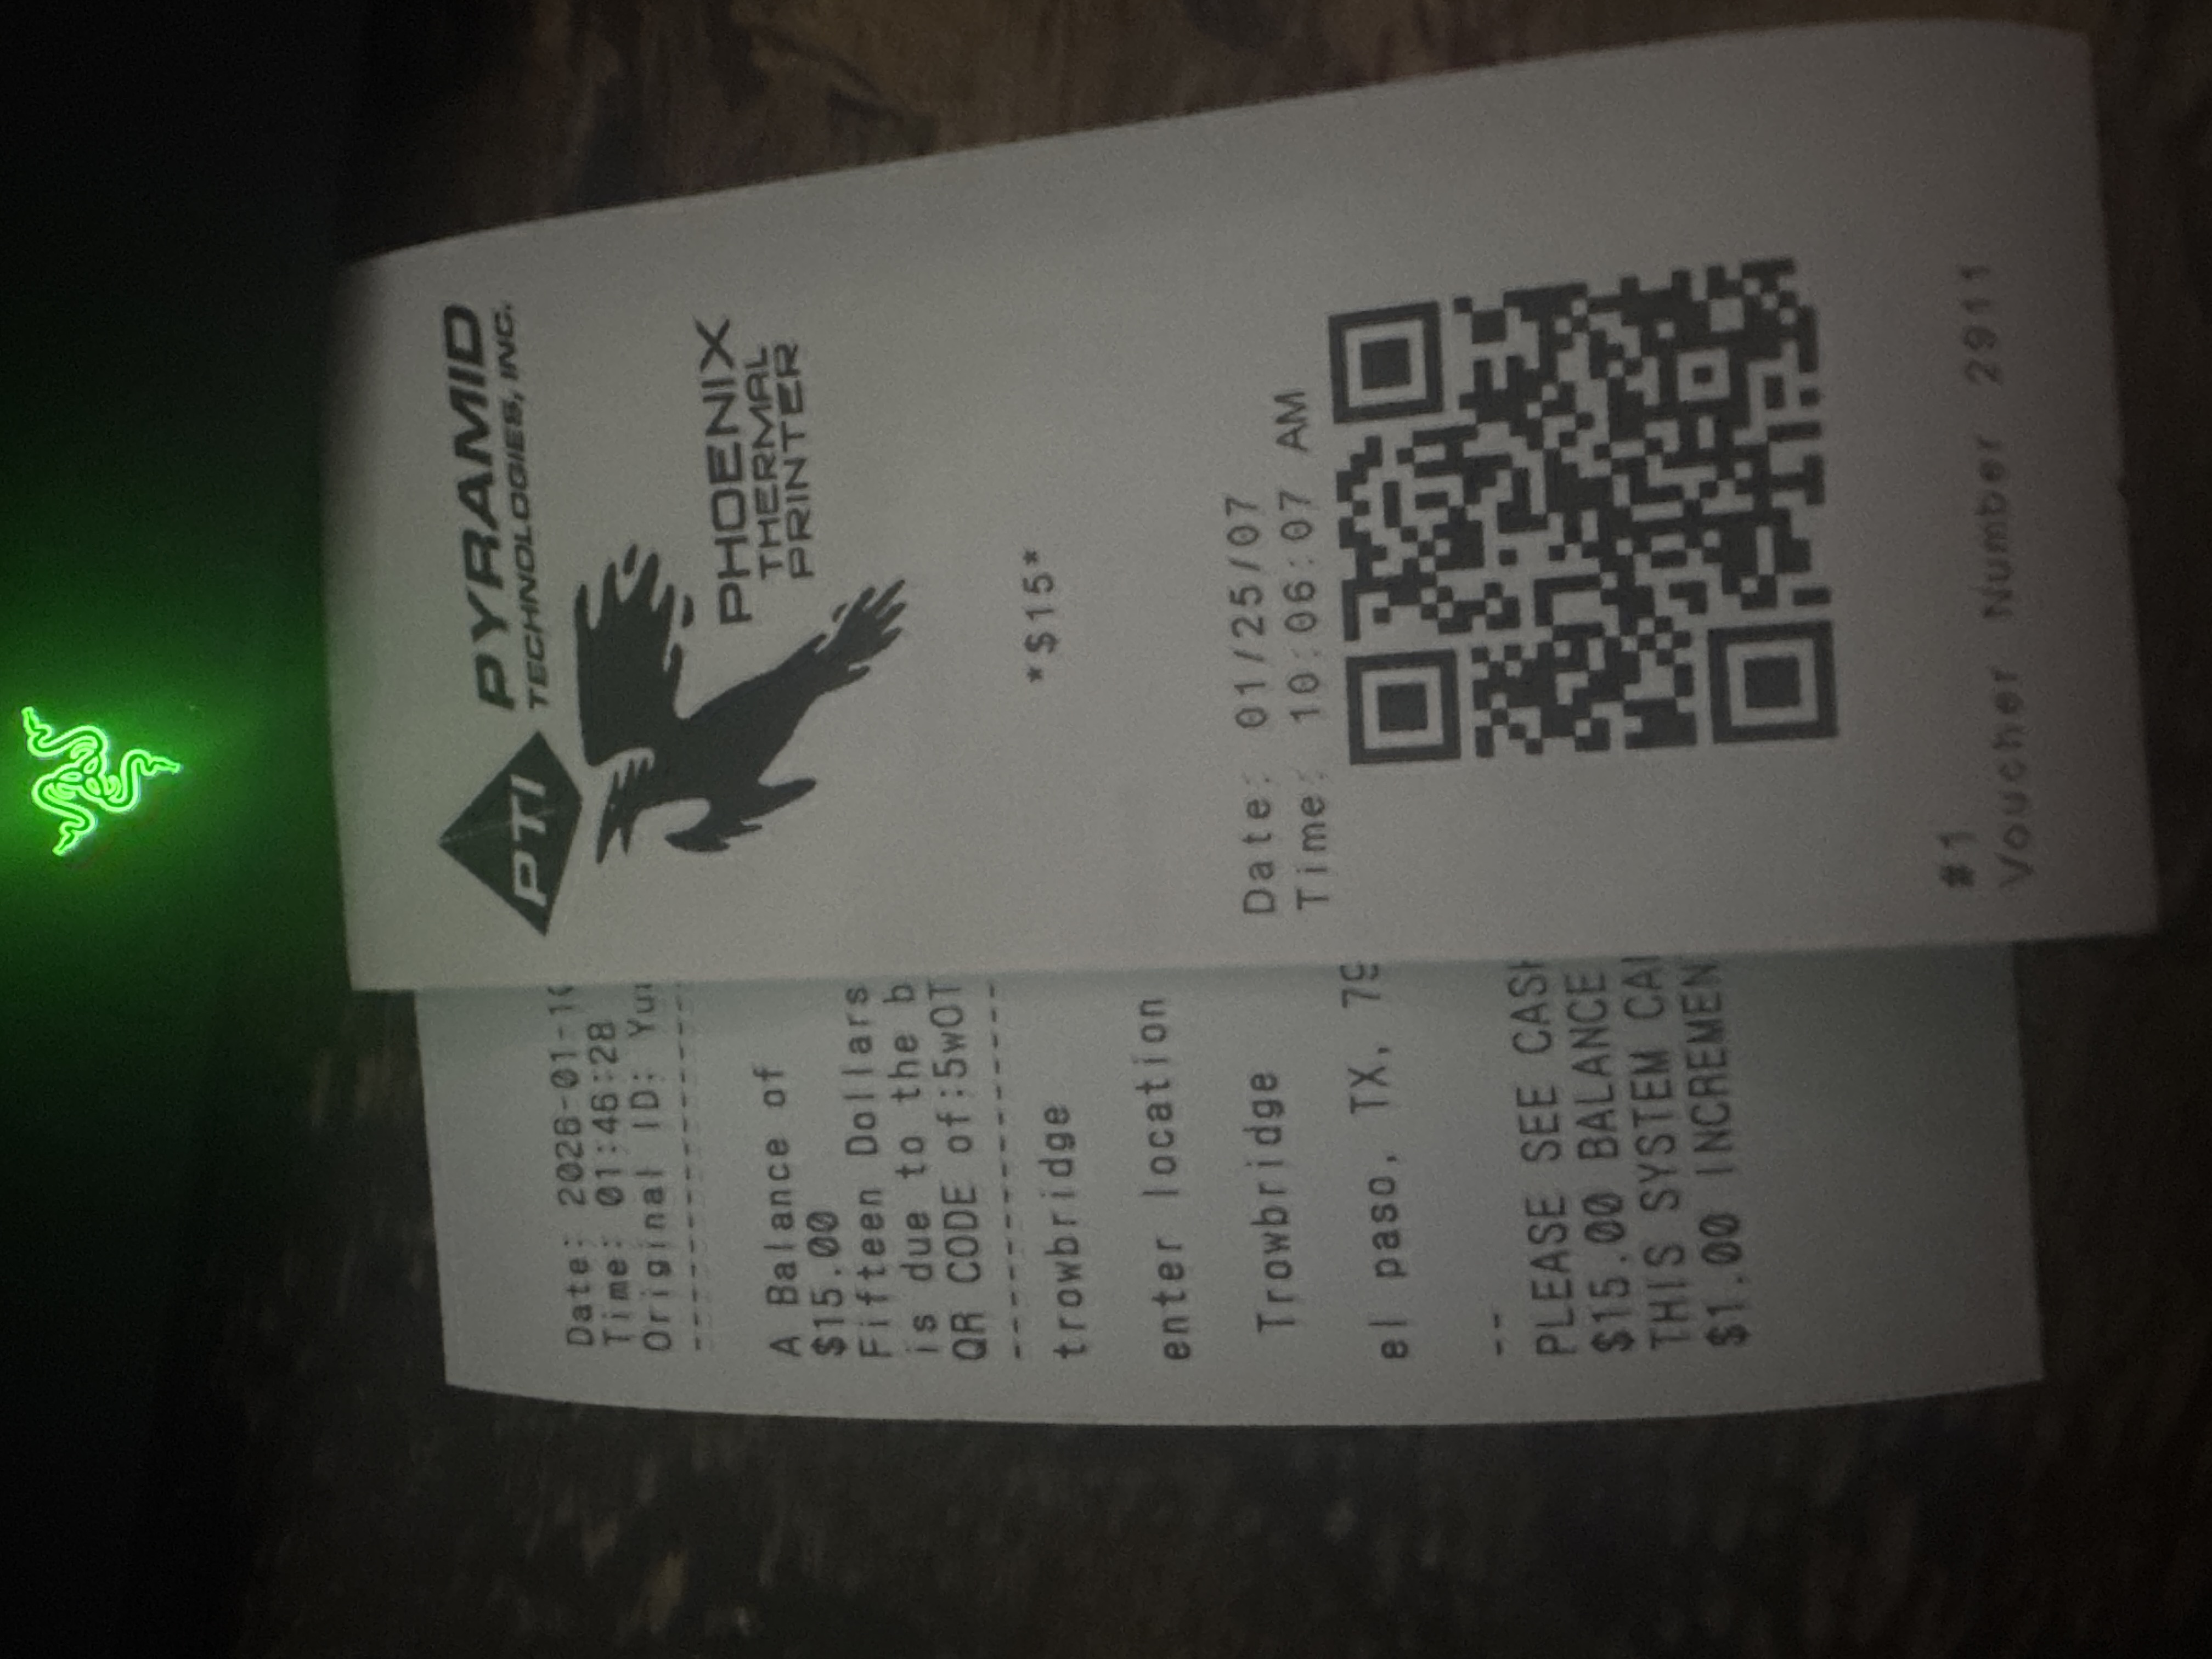 PTI
PYRAMID
TECHNOLOGIES, INC.
PHOENIX
THERMAL
PRINTER
*$15*
Date: 01/25/07
Time: 10:06:07 AM
#1
Voucher Number 2911
Date: 2026-01-1
Time: 01:46:28
Original ID:
--------------
A Balance of
$15.00
Fifteen Dollars
is due to the b
QR CODE of:5wOT
--------------
trowbridge
enter location
Trowbridge
el paso, TX, 79
--
PLEASE SEE CASH
$15.00 BALANCE
THIS SYSTEM CA
$1.00 INCREMEN